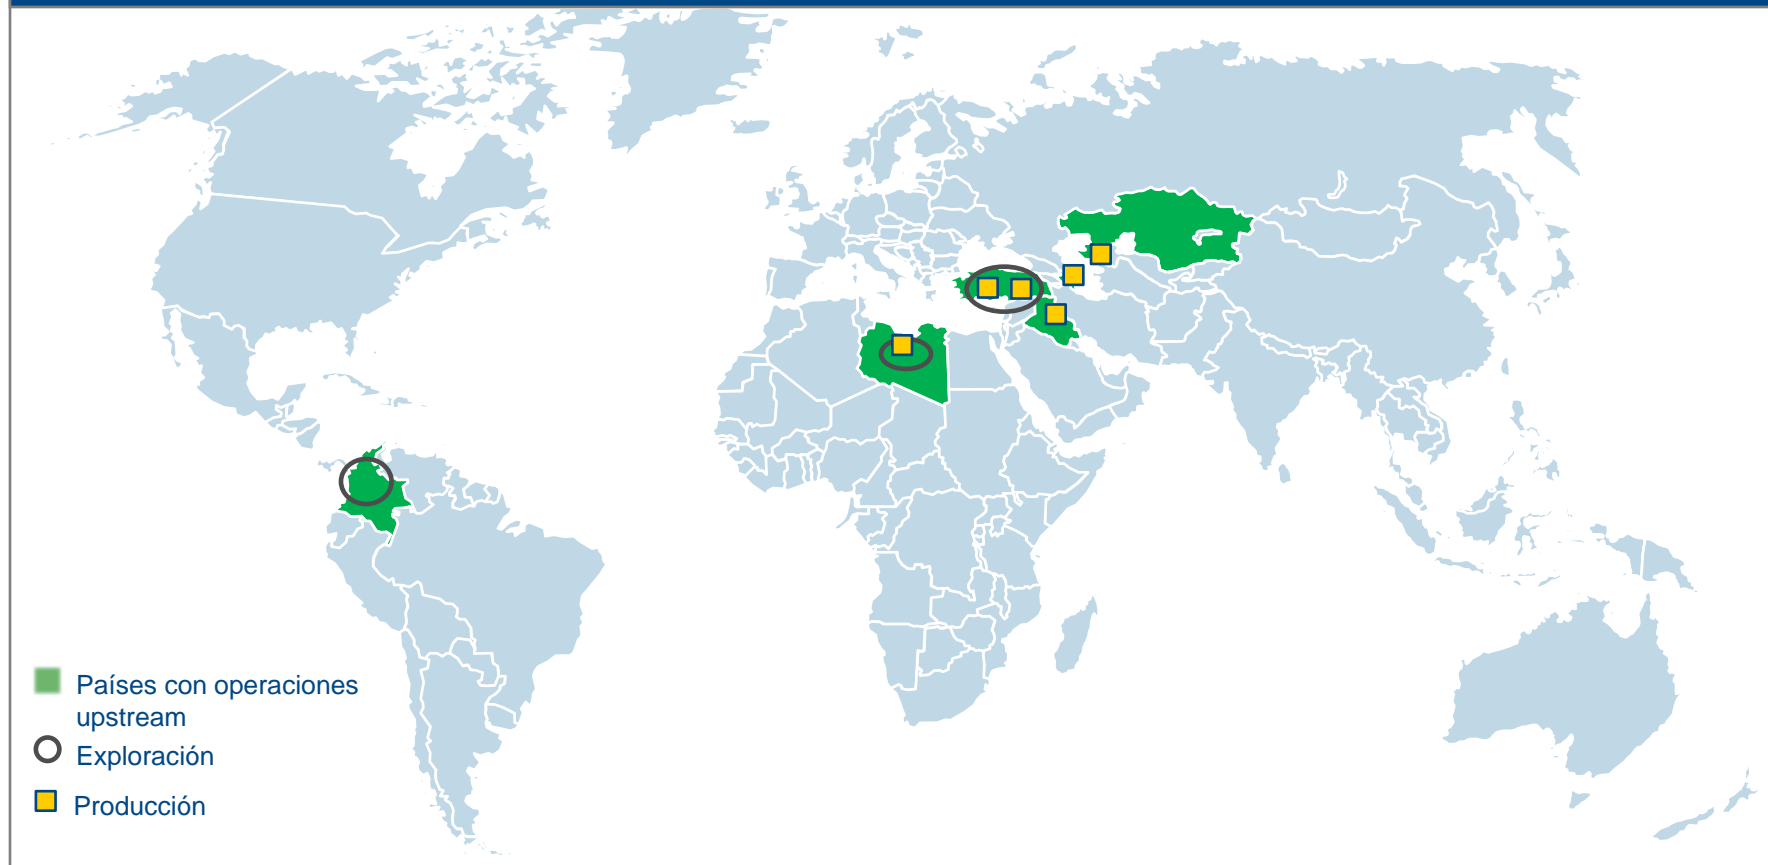 Países con operaciones
upstream
Exploración
Producción